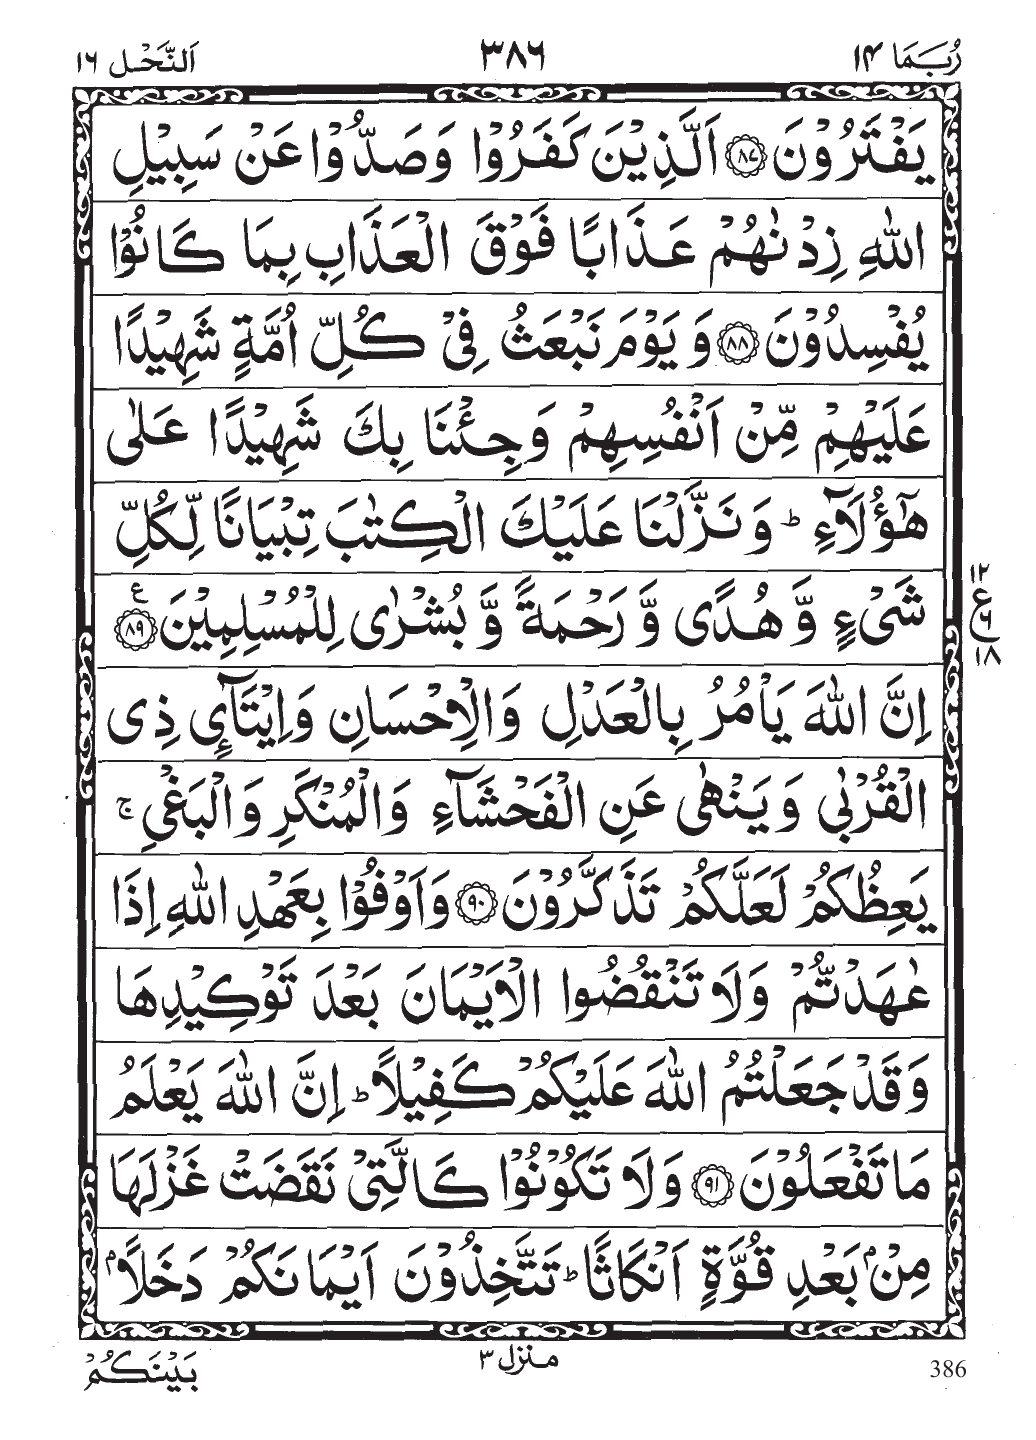 رُبَمَا ١٤ ٣٨٦ اَلنَّحْل ١٦
يَفْتَرُوْنَ ﴿٨٧﴾ اَلَّذِيْنَ كَفَرُوْا وَصَدُّوْا عَنْ سَبِيْلِ
اللّٰهِ زِدْنٰهُمْ عَذَابًا فَوْقَ الْعَذَابِ بِمَا كَانُوْا
يُفْسِدُوْنَ ﴿٨٨﴾ وَيَوْمَ نَبْعَثُ فِيْ كُلِّ اُمَّةٍ شَهِيْدًا
عَلَيْهِمْ مِّنْ اَنْفُسِهِمْ وَجِئْنَا بِكَ شَهِيْدًا عَلٰى
هٰٓؤُلَآءِ ؕ وَنَزَّلْنَا عَلَيْكَ الْكِتٰبَ تِبْيَانًا لِّكُلِّ
شَيْءٍ وَّهُدًى وَّرَحْمَةً وَّبُشْرٰى لِلْمُسْلِمِيْنَ ﴿٨٩﴾ ع
١٢
ع
٦
١٨
اِنَّ اللّٰهَ يَاْمُرُ بِالْعَدْلِ وَالْاِحْسَانِ وَاِيْتَآئِ ذِى
الْقُرْبٰى وَيَنْهٰى عَنِ الْفَحْشَآءِ وَالْمُنْكَرِ وَالْبَغْيِ ۚ
يَعِظُكُمْ لَعَلَّكُمْ تَذَكَّرُوْنَ ﴿٩٠﴾ وَاَوْفُوْا بِعَهْدِ اللّٰهِ اِذَا
عٰهَدْتُّمْ وَلَا تَنْقُضُوا الْاَيْمَانَ بَعْدَ تَوْكِيْدِهَا
وَقَدْ جَعَلْتُمُ اللّٰهَ عَلَيْكُمْ كَفِيْلًا ؕ اِنَّ اللّٰهَ يَعْلَمُ
مَا تَفْعَلُوْنَ ﴿٩١﴾ وَلَا تَكُوْنُوْا كَالَّتِيْ نَقَضَتْ غَزْلَهَا
مِنْۢ بَعْدِ قُوَّةٍ اَنْكَاثًا ؕ تَتَّخِذُوْنَ اَيْمَانَكُمْ دَخَلًاۢ
بَيْنَكُمْ
منزل ٣
386